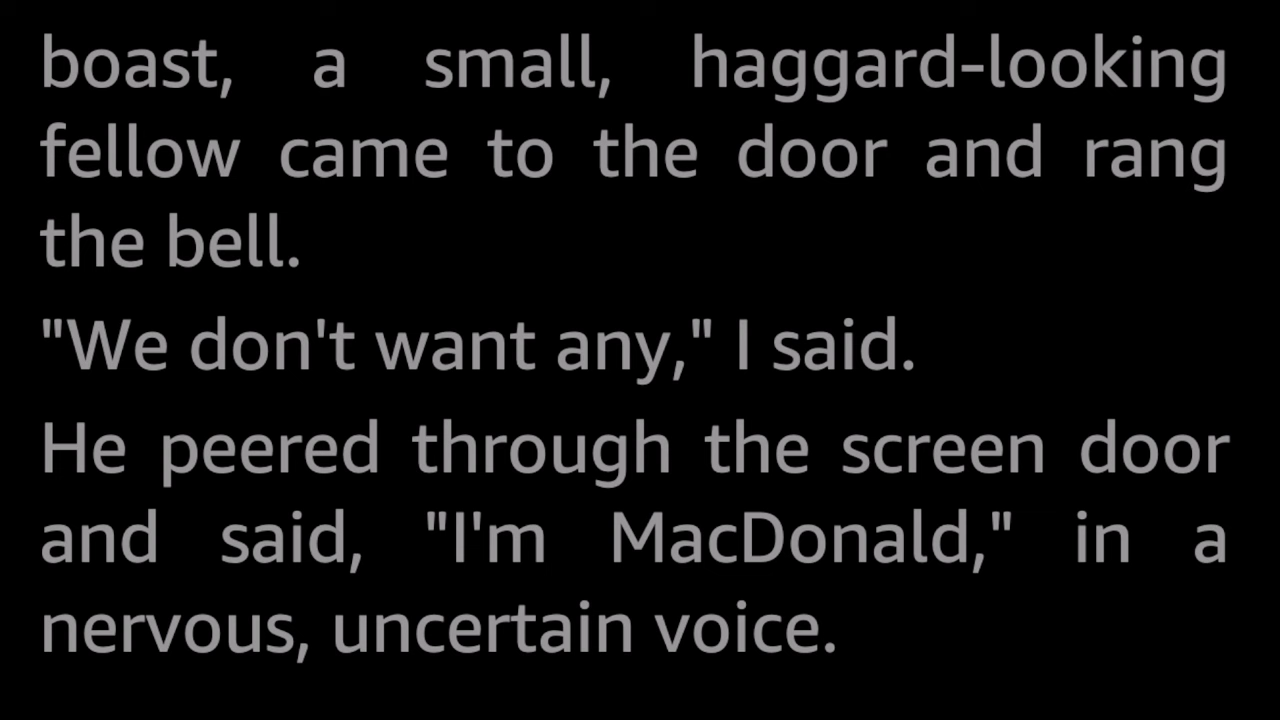 boast, a small, haggard-looking
fellow came to the door and rang
the bell.
"We don't want any," I said.
He peered through the screen door
and said, "I'm MacDonald," in a
nervous, uncertain voice.